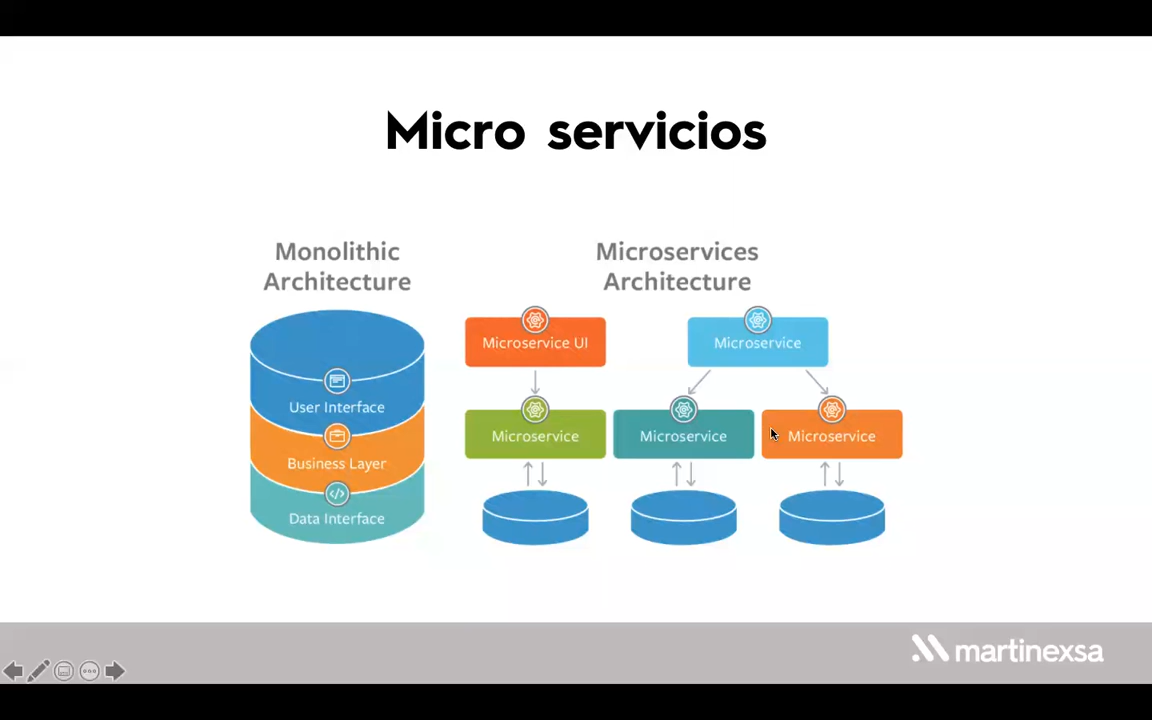 Micro servicios
Monolithic
Architecture
Microservices
Architecture
User Interface
Business Layer
Data Interface
Microservice UI
Microservice
Microservice
Microservice
Microservice
martinexsa